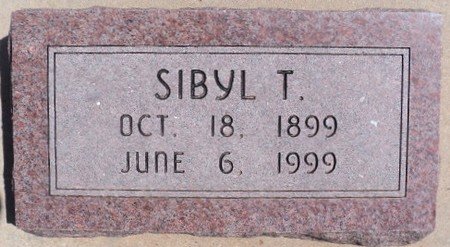 SIBYL T.
OCT. 18, 1899
JUNE 6, 1999